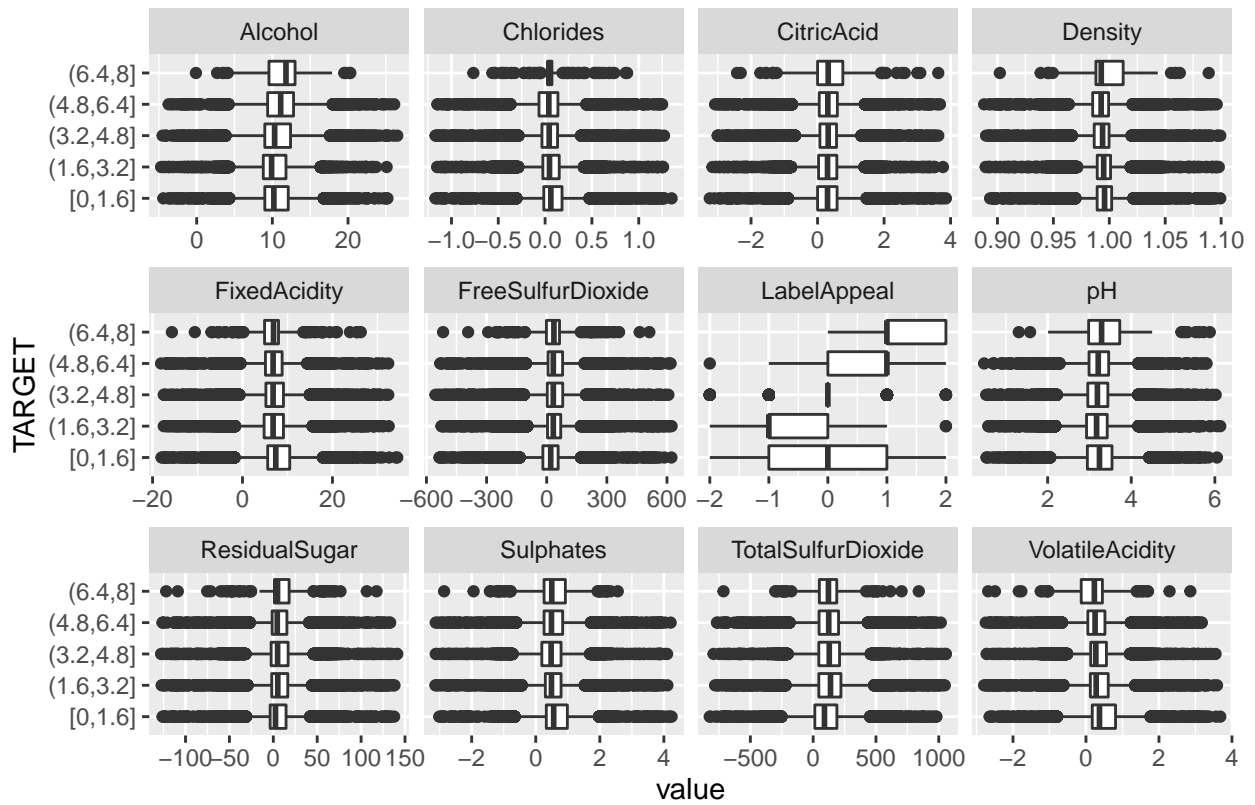 Alcohol Chlorides CitricAcid Density
(6.4,8]
(4.8,6.4]
(3.2,4.8]
(1.6,3.2]
[0,1.6]
0 10 20 −1.0 −0.5 0.0 0.5 1.0 −2 0 2 4 0.90 0.95 1.00 1.05 1.10
FixedAcidity FreeSulfurDioxide LabelAppeal pH
(6.4,8]
(4.8,6.4]
(3.2,4.8]
(1.6,3.2]
[0,1.6]
−20 0 20 −600 −300 0 300 600 −2 −1 0 1 2 2 4 6
ResidualSugar Sulphates TotalSulfurDioxide VolatileAcidity
(6.4,8]
(4.8,6.4]
(3.2,4.8]
(1.6,3.2]
[0,1.6]
−100 −50 0 50 100 150 −2 0 2 4 −500 0 500 1000 −2 0 2 4
TARGET
value